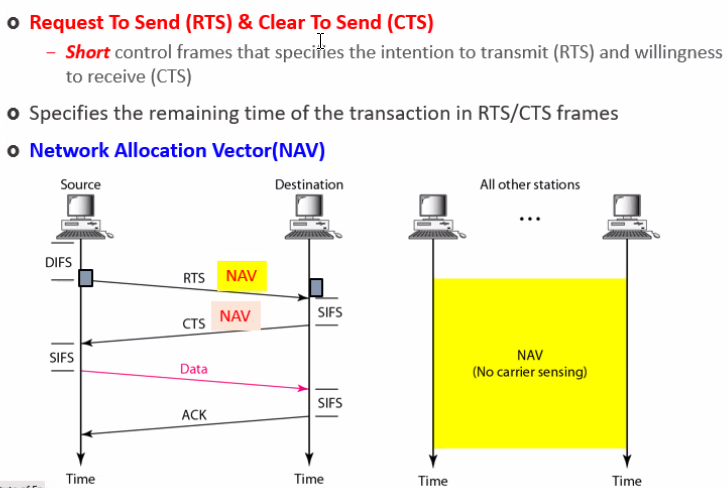 Request To Send (RTS) & Clear To Send (CTS)
– Short control frames that specifies the intention to transmit (RTS) and willingness
to receive (CTS)
Specifies the remaining time of the transaction in RTS/CTS frames
Network Allocation Vector(NAV)
Source
Destination
All other stations
...
DIFS
RTS
NAV
SIFS
CTS
NAV
SIFS
Data
NAV
(No carrier sensing)
SIFS
ACK
Time
Time
Time
Time